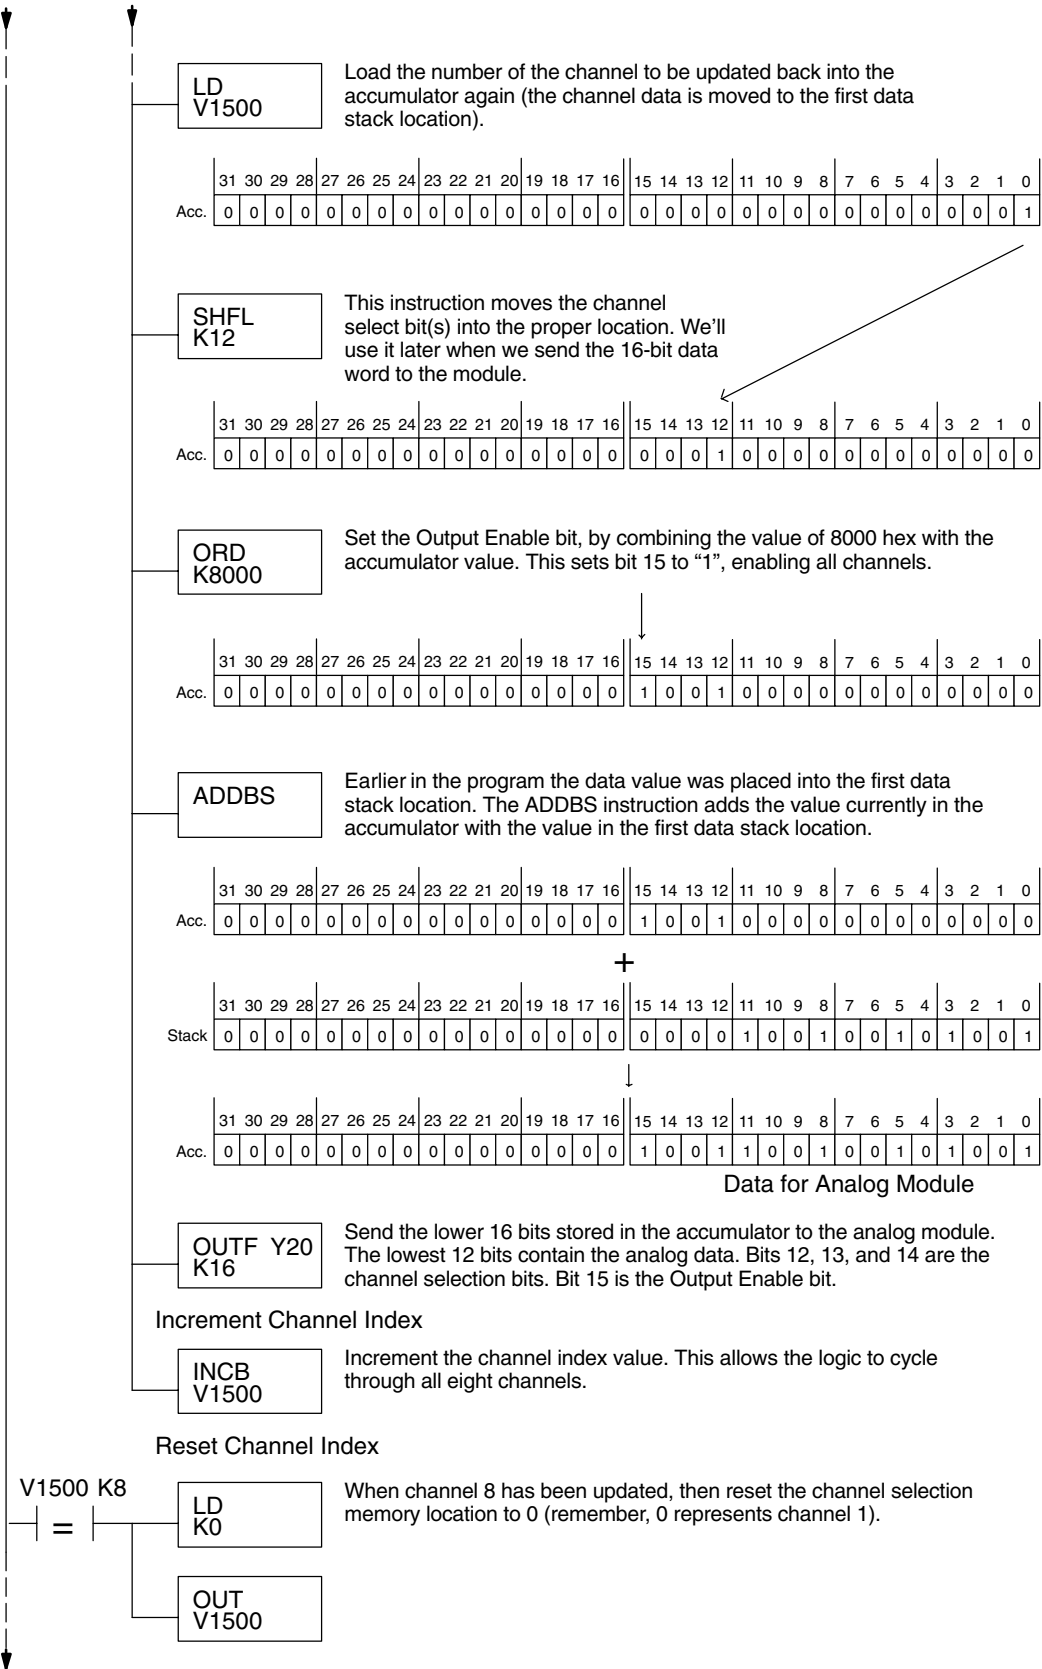 LD
V1500
Load the number of the channel to be updated back into the
accumulator again (the channel data is moved to the first data
stack location).
31 30 29 28 27 26 25 24 23 22 21 20 19 18 17 16 15 14 13 12 11 10 9 8 7 6 5 4 3 2 1 0
Acc. 0 0 0 0 0 0 0 0 0 0 0 0 0 0 0 0 0 0 0 0 0 0 0 0 0 0 0 0 0 0 0 1
SHFL
K12
This instruction moves the channel
select bit(s) into the proper location. We'll
use it later when we send the 16-bit data
word to the module.
31 30 29 28 27 26 25 24 23 22 21 20 19 18 17 16 15 14 13 12 11 10 9 8 7 6 5 4 3 2 1 0
Acc. 0 0 0 0 0 0 0 0 0 0 0 0 0 0 0 0 0 0 0 1 0 0 0 0 0 0 0 0 0 0 0 0
ORD
K8000
Set the Output Enable bit, by combining the value of 8000 hex with the
accumulator value. This sets bit 15 to “1”, enabling all channels.
31 30 29 28 27 26 25 24 23 22 21 20 19 18 17 16 15 14 13 12 11 10 9 8 7 6 5 4 3 2 1 0
Acc. 0 0 0 0 0 0 0 0 0 0 0 0 0 0 0 0 1 0 0 1 0 0 0 0 0 0 0 0 0 0 0 0
ADDBS
Earlier in the program the data value was placed into the first data
stack location. The ADDBS instruction adds the value currently in the
accumulator with the value in the first data stack location.
31 30 29 28 27 26 25 24 23 22 21 20 19 18 17 16 15 14 13 12 11 10 9 8 7 6 5 4 3 2 1 0
Acc. 0 0 0 0 0 0 0 0 0 0 0 0 0 0 0 0 1 0 0 1 0 0 0 0 0 0 0 0 0 0 0 0
+
31 30 29 28 27 26 25 24 23 22 21 20 19 18 17 16 15 14 13 12 11 10 9 8 7 6 5 4 3 2 1 0
Stack 0 0 0 0 0 0 0 0 0 0 0 0 0 0 0 0 0 0 0 0 1 0 0 1 0 0 1 0 1 0 0 1
31 30 29 28 27 26 25 24 23 22 21 20 19 18 17 16 15 14 13 12 11 10 9 8 7 6 5 4 3 2 1 0
Acc. 0 0 0 0 0 0 0 0 0 0 0 0 0 0 0 0 1 0 0 1 1 0 0 1 0 0 1 0 1 0 0 1
Data for Analog Module
OUTF Y20
K16
Send the lower 16 bits stored in the accumulator to the analog module.
The lowest 12 bits contain the analog data. Bits 12, 13, and 14 are the
channel selection bits. Bit 15 is the Output Enable bit.
Increment Channel Index
INCB
V1500
Increment the channel index value. This allows the logic to cycle
through all eight channels.
Reset Channel Index
V1500 K8
=
LD
K0
When channel 8 has been updated, then reset the channel selection
memory location to 0 (remember, 0 represents channel 1).
OUT
V1500